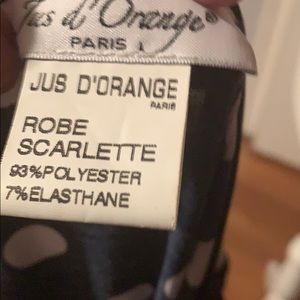 Jus d'Orange®
PARIS
JUS D'ORANGE
PARIS
ROBE
SCARLETTE
93%POLYESTER
7%ELASTHANE